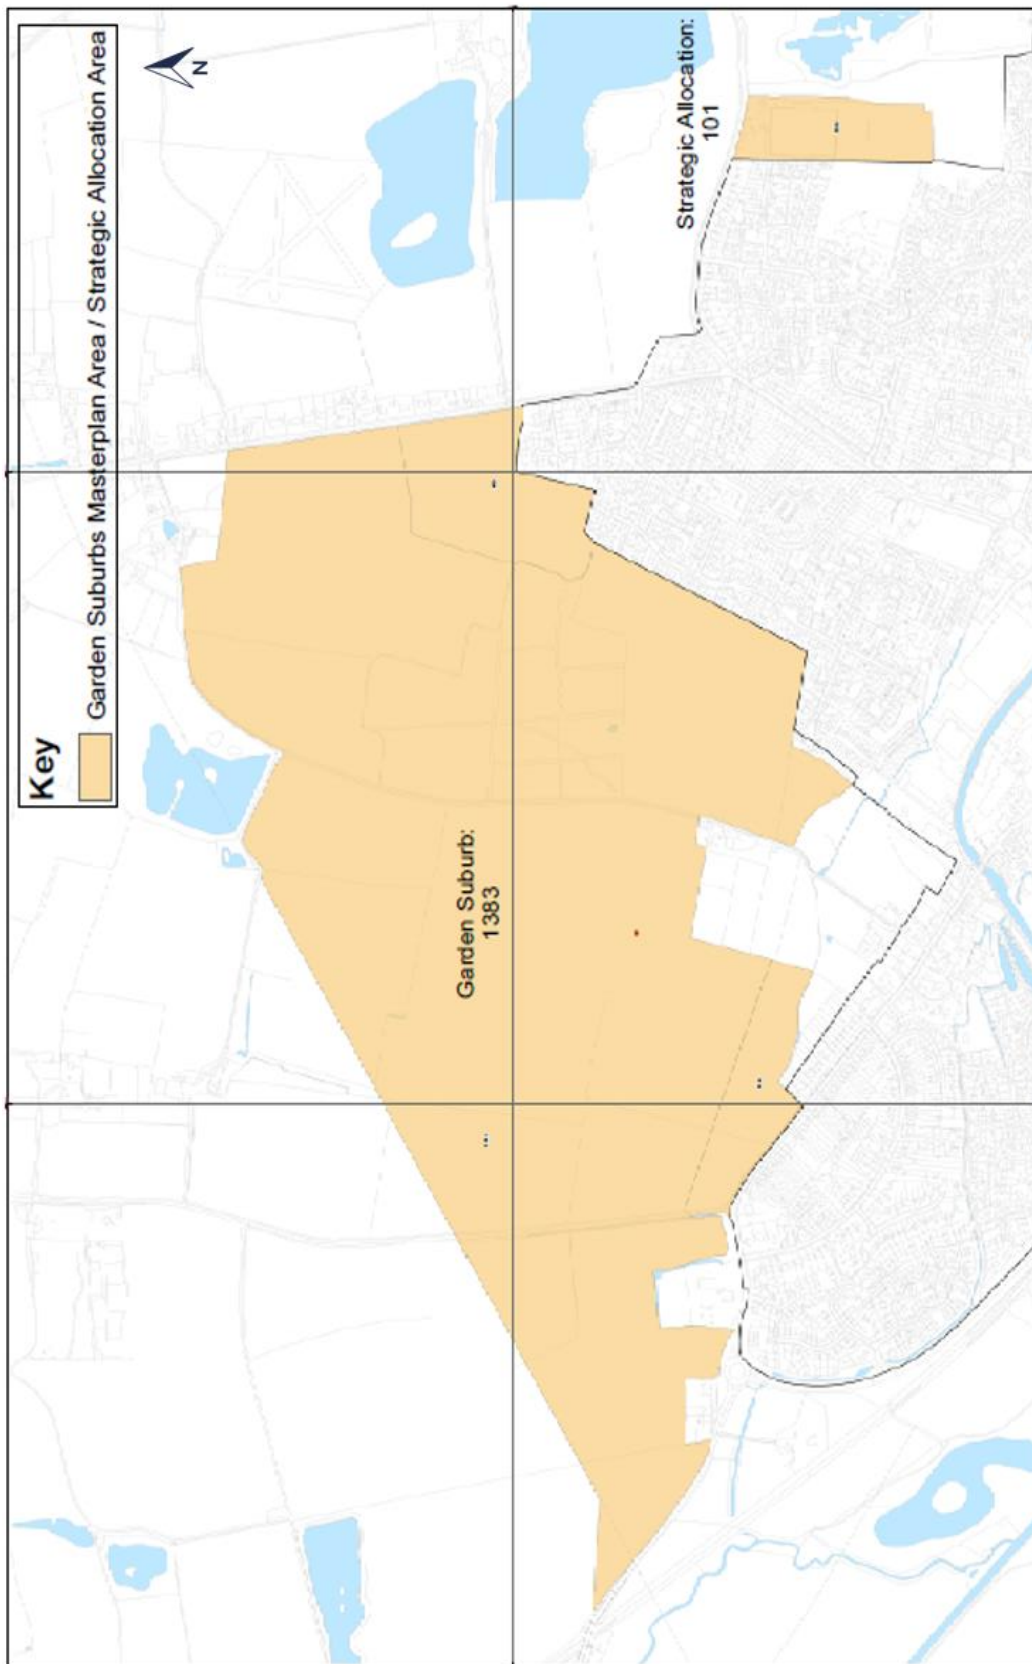 Key
Garden Suburbs Masterplan Area / Strategic Allocation Area
N
Garden Suburb:
1383
Strategic Allocation:
101